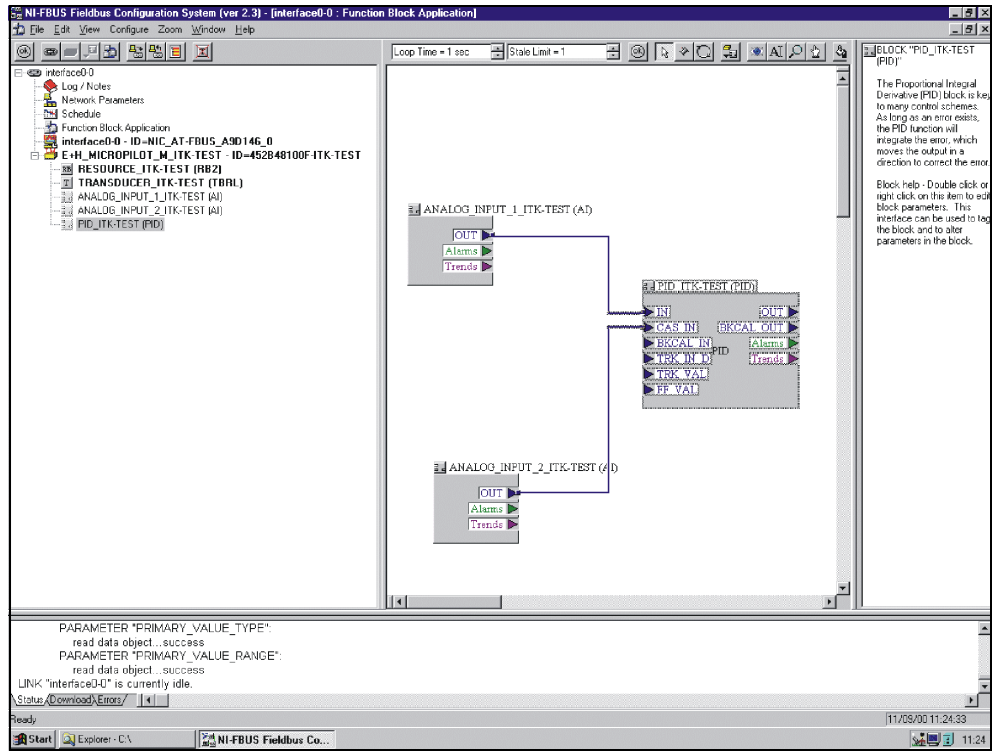 NI-FBUS Fieldbus Configuration System (ver 2.3) - [interface0-0 : Function Block Application]
File Edit View Configure Zoom Window Help
Loop Time = 1 sec
Stale Limit = 1
interface0-0
Log / Notes
Network Parameters
Schedule
Function Block Application
interface0-0 - ID=NIC_AT-FBUS_A9D146_0
E+H_MICROPILOT_M_ITK-TEST - ID=452B48100F-ITK-TEST
RESOURCE_ITK-TEST (RB2)
TRANSDUCER_ITK-TEST (TBRL)
ANALOG_INPUT_1_ITK-TEST (AI)
ANALOG_INPUT_2_ITK-TEST (AI)
PID_ITK-TEST (PID)
ANALOG_INPUT_1_ITK-TEST (AI)
OUT
Alarms
Trends
PID_ITK-TEST (PID)
IN OUT
CAS_IN BKCAL_OUT
BKCAL_IN Alarms
PID
TRK_IN_D Trends
TRK_VAL
FF_VAL
ANALOG_INPUT_2_ITK-TEST (AI)
OUT
Alarms
Trends
BLOCK "PID_ITK-TEST
(PID)"
The Proportional Integral
Derivative (PID) block is key
to many control schemes.
As long as an error exists,
the PID function will
integrate the error, which
moves the output in a
direction to correct the error.
Block help - Double click or
right click on this item to edit
block parameters. This
interface can be used to tag
the block and to alter
parameters in the block.
PARAMETER "PRIMARY_VALUE_TYPE":
read data object...success
PARAMETER "PRIMARY_VALUE_RANGE":
read data object...success
LINK "interface0-0" is currently idle.
Status Download Errors
Ready
11/09/00 11:24:33
Start
Explorer - C:\
NI-FBUS Fieldbus Co...
11:24